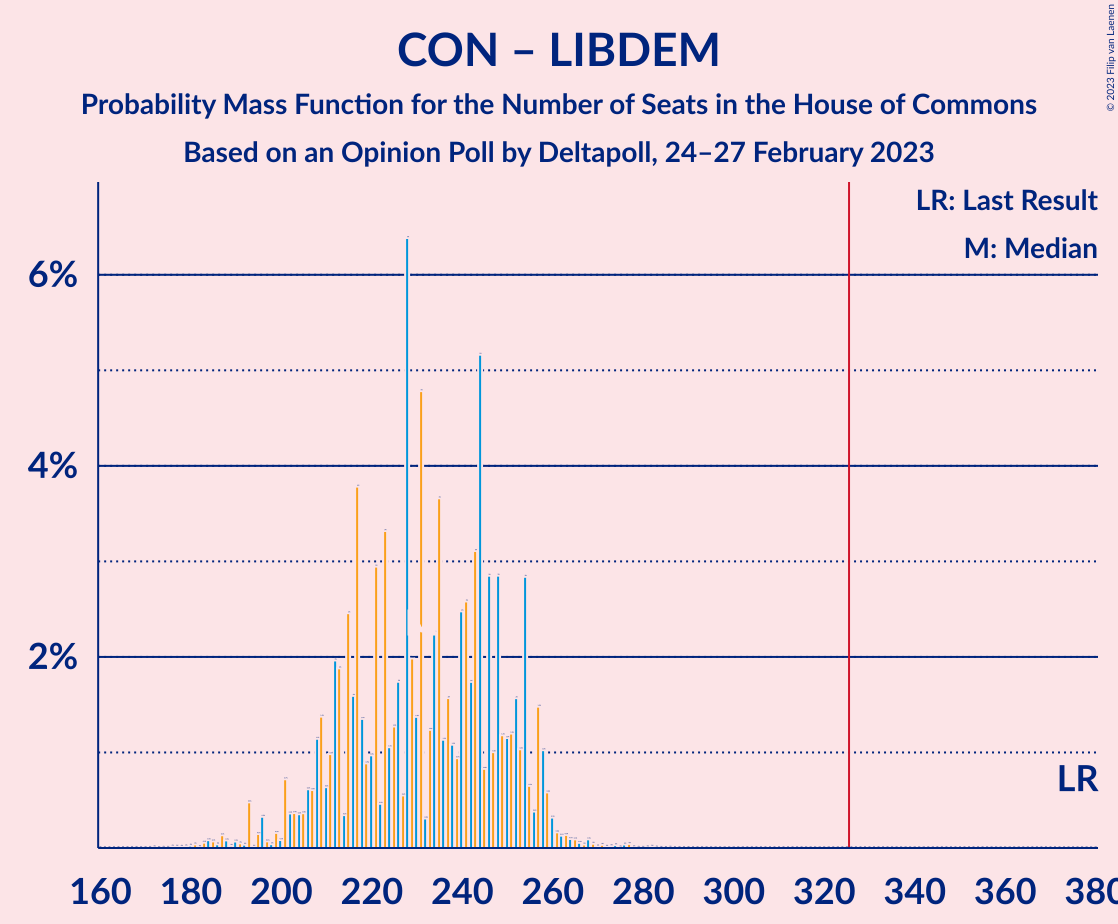 CON – LIBDEM
Probability Mass Function for the Number of Seats in the House of Commons
Based on an Opinion Poll by Deltapoll, 24–27 February 2023
© 2023 Filip van Laenen
LR: Last Result
M: Median
6%
4%
2%
LR
160 180 200 220 240 260 280 300 320 340 360 380